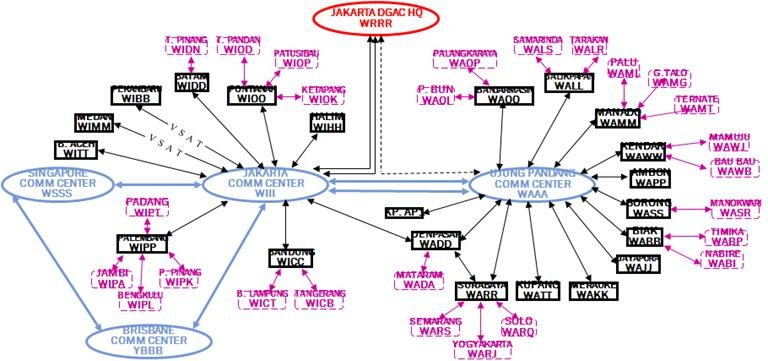 JAKARTA DGAC HQ
WRRR
T. PINANG
WIDN
T. PANDAN
WIOD
PATUSIBAU
WIOP
KETAPANG
WIOK
BATAM
WIDD
PONTIANAK
WIOO
PEKANBARU
WIBB
MEDAN
WIMM
B. ACEH
WITT
HALIM
WIHH
V S A T
V S A T
SAMARINDA
WALS
TARAKAN
WALR
PALANGKARAYA
WAOP
P. BUN
WAOL
BANDARMASIN
WAOO
BALIKPAPAN
WALL
PALU
WAML
G.TALO
WAMG
TERNATE
WAMT
MANADO
WAMM
MAMUJU
WAWJ
KENDARI
WAWW
BAU BAU
WAWB
AMBON
WAPP
SINGAPORE
COMM CENTER
WSSS
JAKARTA
COMM CENTER
WIII
UJUNG PANDANG
COMM CENTER
WAAA
SORONG
WASS
MANOKWARI
WASR
PADANG
WIPT
KP. AP.
BIAK
WABB
TIMIKA
WABP
NABIRE
WABI
PALEMBANG
WIPP
BANDUNG
WICC
DENPASAR
WADD
JAYAPURA
WAJJ
JAMBI
WIPA
P. PINANG
WIPK
BENGKULU
WIPL
MATARAM
WADA
SURABAYA
WARR
KUPANG
WATT
MERAUKE
WAKK
B. LAMPUNG
WICT
TANGERANG
WICB
SEMARANG
WARS
SOLO
WARQ
YOGYAKARTA
WARJ
BRISBANE
COMM CENTER
YBBB